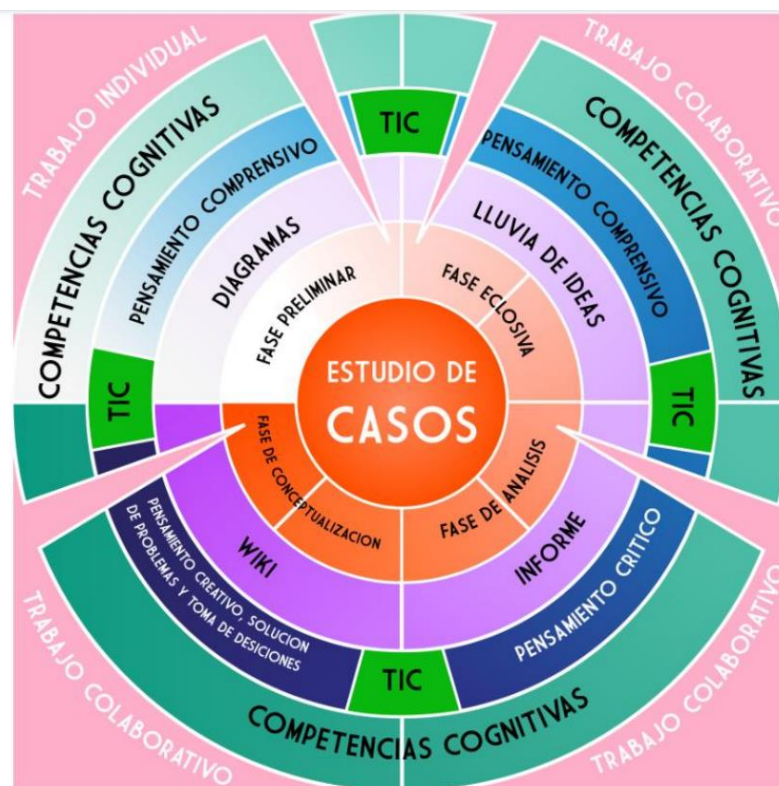 TRABAJO INDIVIDUAL
COMPETENCIAS COGNITIVAS
PENSAMIENTO COMPRENSIVO
DIAGRAMAS
FASE PRELIMINAR
TIC
TRABAJO COLABORATIVO
COMPETENCIAS COGNITIVAS
PENSAMIENTO COMPRENSIVO
LLUVIA DE IDEAS
FASE ECLOSIVA
ESTUDIO DE
CASOS
TIC
TIC
FASE DE CONCEPTUALIZACION
WIKI
PENSAMIENTO CREATIVO, SOLUCION
DE PROBLEMAS Y TOMA DE DESICIONES
TRABAJO COLABORATIVO
FASE DE ANALISIS
INFORME
PENSAMIENTO CRITICO
TIC
COMPETENCIAS COGNITIVAS
TRABAJO COLABORATIVO